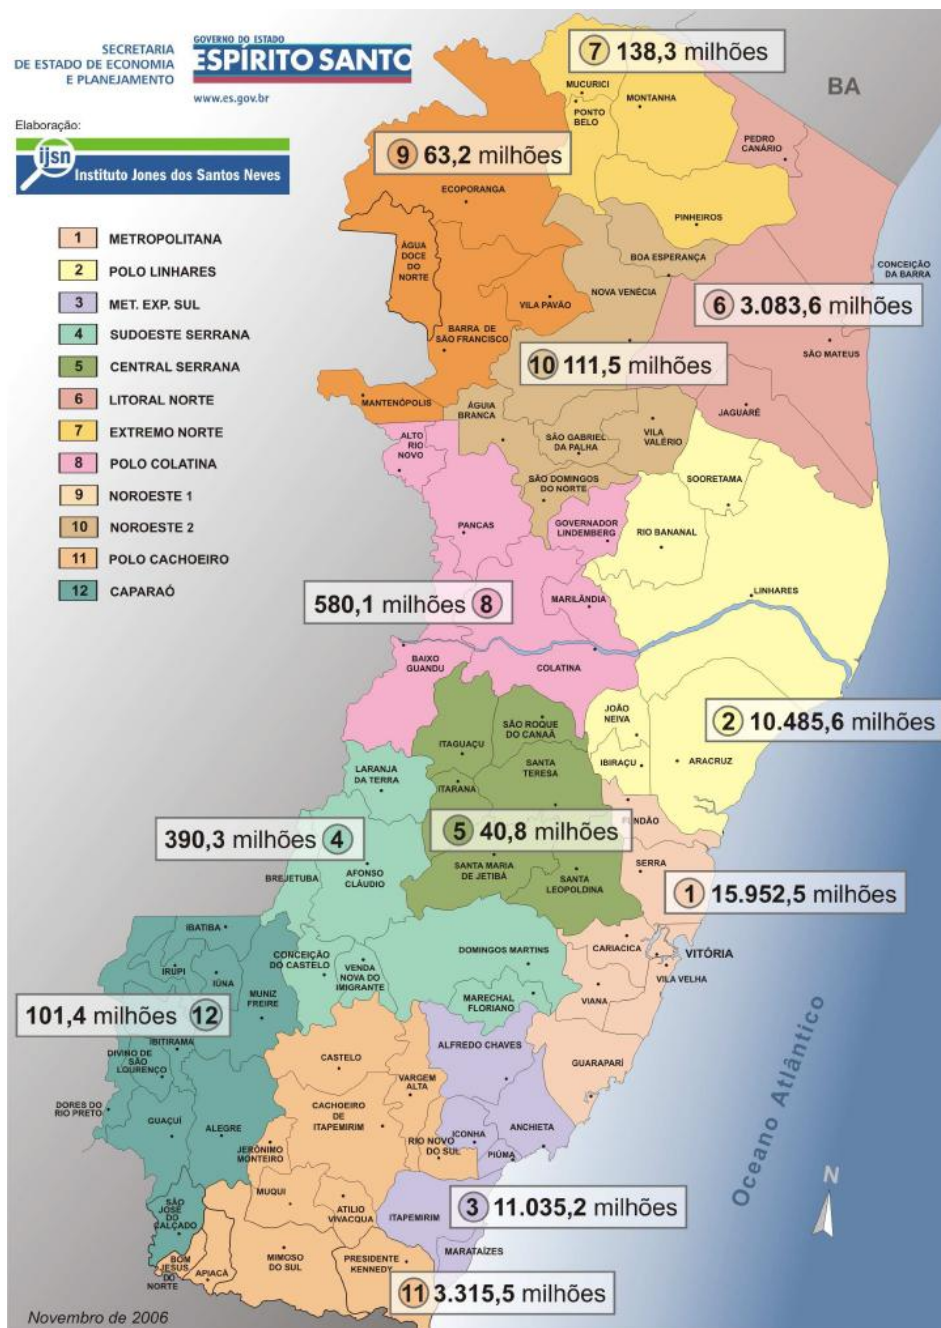 SECRETARIA
DE ESTADO DE ECONOMIA
E PLANEJAMENTO
GOVERNO DO ESTADO
ESPÍRITO SANTO
www.es.gov.br
Elaboração:
ijsn
Instituto Jones dos Santos Neves
1 METROPOLITANA
2 POLO LINHARES
3 MET. EXP. SUL
4 SUDOESTE SERRANA
5 CENTRAL SERRANA
6 LITORAL NORTE
7 EXTREMO NORTE
8 POLO COLATINA
9 NOROESTE 1
10 NOROESTE 2
11 POLO CACHOEIRO
12 CAPARAÓ
7 138,3 milhões
BA
MUCURICI
MONTANHA
PONTO
BELO
PEDRO
CANÁRIO
9 63,2 milhões
ECOPORANGA
PINHEIROS
ÁGUA
DOCE
DO
NORTE
BOA ESPERANÇA
CONCEIÇÃO
DA BARRA
NOVA VENÉCIA
VILA PAVÃO
6 3.083,6 milhões
BARRA DE
SÃO FRANCISCO
SÃO MATEUS
10 111,5 milhões
MANTENÓPOLIS
ÁGUIA
BRANCA
JAGUARÉ
ALTO
RIO
NOVO
SÃO GABRIEL
DA PALHA
VILA
VALÉRIO
SÃO DOMINGOS
DO NORTE
SOORETAMA
PANCAS
GOVERNADOR
LINDEMBERG
RIO BANANAL
580,1 milhões 8
MARILÂNDIA
LINHARES
BAIXO
GUANDU
COLATINA
JOÃO
NEIVA
2 10.485,6 milhões
SÃO ROQUE
DO CANAÃ
ITAGUAÇU
IBIRAÇU
ARACRUZ
LARANJA
DA TERRA
SANTA
TERESA
ITARANA
390,3 milhões 4
5 40,8 milhões
FUNDÃO
SERRA
BREJETUBA
AFONSO
CLÁUDIO
SANTA MARIA
DE JETIBÁ
SANTA
LEOPOLDINA
1 15.952,5 milhões
IBATIBA
CARIACICA
VITÓRIA
CONCEIÇÃO
DO CASTELO
VENDA
NOVA DO
IMIGRANTE
DOMINGOS MARTINS
VILA VELHA
IRUPI
IÚNA
MUNIZ
FREIRE
MARECHAL
FLORIANO
VIANA
101,4 milhões 12
IBITIRAMA
ALFREDO CHAVES
DIVINO DE
SÃO
LOURENÇO
CASTELO
GUARAPARÍ
VARGEM
ALTA
DORES DO
RIO PRETO
CACHOEIRO
DE
ITAPEMIRIM
GUAÇUÍ
ALEGRE
ANCHIETA
ICONHA
JERÔNIMO
MONTEIRO
RIO NOVO
DO SUL
PIÚMA
Oceano Atlântico
N
MUQUI
SÃO
JOSÉ
DO
CALÇADO
ATILIO
VIVACQUA
ITAPEMIRIM
3 11.035,2 milhões
MARATAÍZES
BOM
JESUS
DO
NORTE
APIACÁ
MIMOSO
DO SUL
PRESIDENTE
KENNEDY
11 3.315,5 milhões
Novembro de 2006